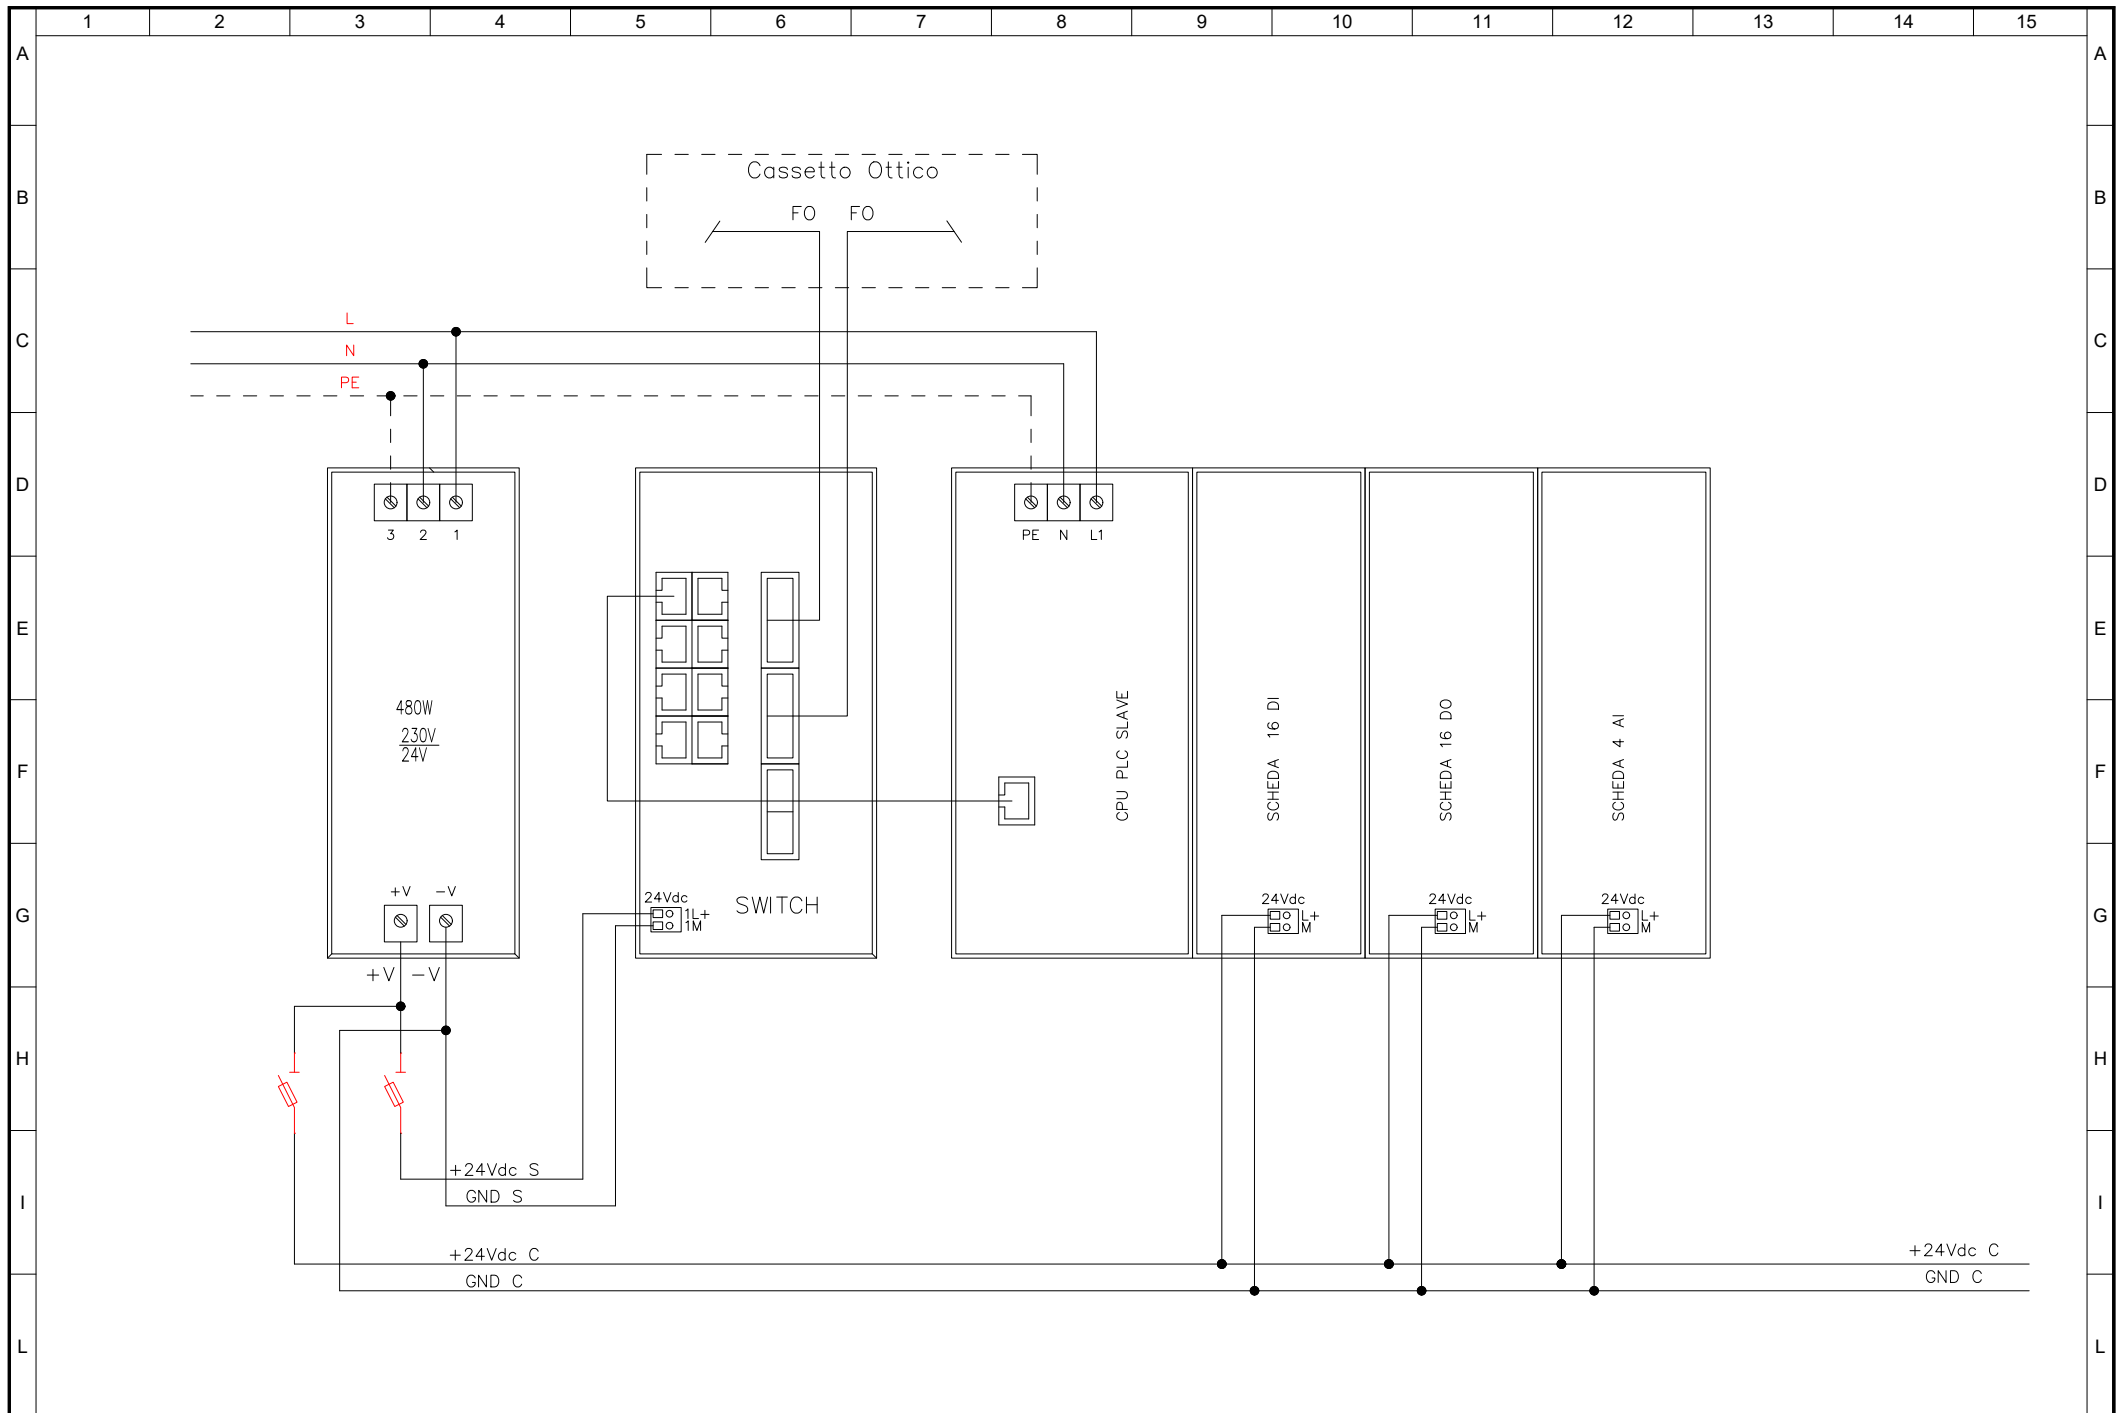 1 2 3 4 5 6 7 8 9 10 11 12 13 14 15
A A
B B
Cassetto Ottico
FO FO
C C
L
N
PE
D D
3 2 1
PE N L1
E E
480W
230V
24V
F F
CPU PLC SLAVE
SCHEDA 16 DI
SCHEDA 16 DO
SCHEDA 4 AI
+V -V
G G
24Vdc
1L+
1M
SWITCH
24Vdc
L+
M
24Vdc
L+
M
24Vdc
L+
M
+V -V
H H
+24Vdc S
GND S
I I
+24Vdc C
GND C
+24Vdc C
GND C
L L